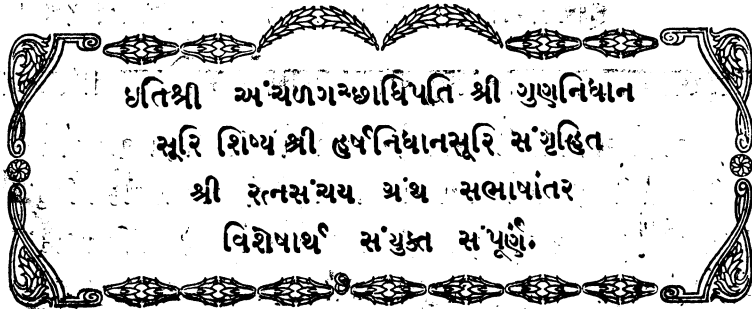 ઇતિશ્રી અંચળગચ્છાધિપતિ શ્રી ગુણનિધાન
સૂરિ શિષ્ય શ્રી હર્ષનિધાનસૂરિ સંગૃહિત
શ્રી રત્નસંચય ગ્રંથ સભાષાંતર
વિશેષાર્થ સંયુક્ત સંપૂર્ણ.